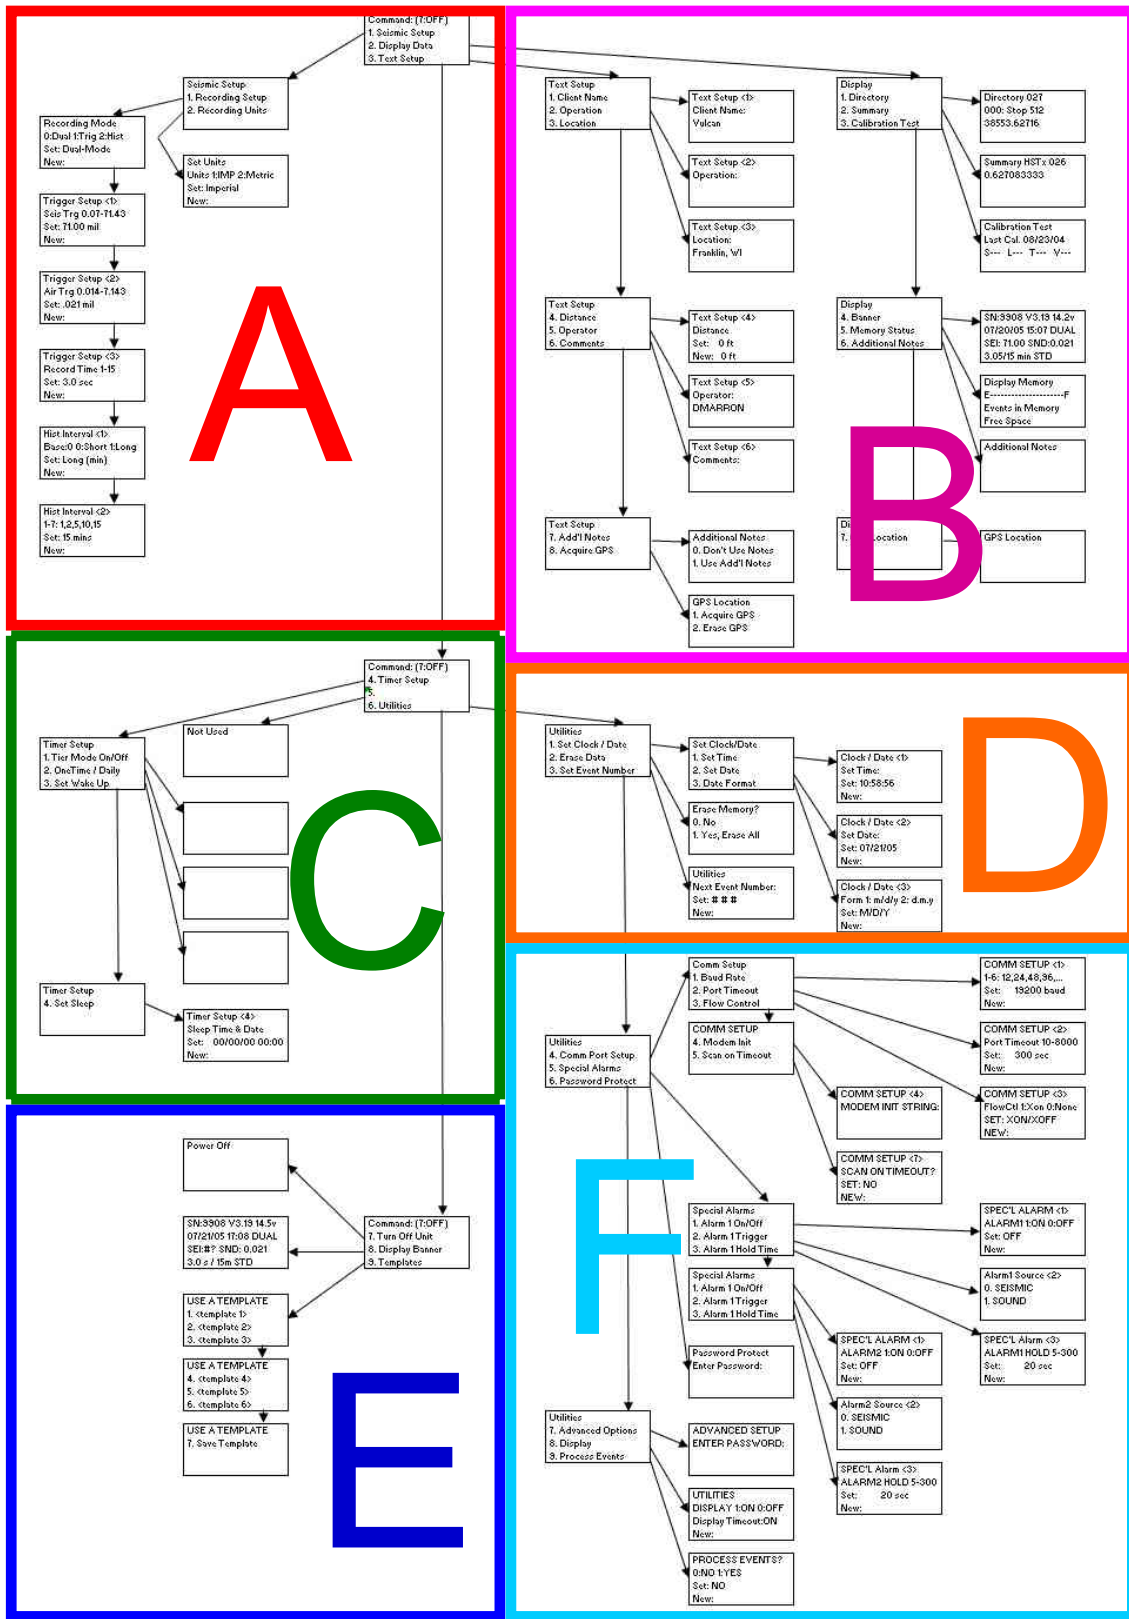 Command: (7:OFF)
1. Seismic Setup
2. Display Data
3. Text Setup
Seismic Setup
1. Recording Setup
2. Recording Units
Recording Mode
0:Dual 1:Trig 2:Hist
Set: Dual-Mode
New:
Set Units
Units 1:IMP 2:Metric
Set: Imperial
New:
Trigger Setup <1>
Seis Trg 0.07-71.43
Set: 71.00 mil
New:
Trigger Setup <2>
Air Trg 0.014-7.143
Set: .021 mil
New:
Trigger Setup <3>
Record Time 1-15
Set: 3.0 sec
New:
Hist Interval <1>
Base:0 0:Short 1:Long
Set: Long (min)
New:
Hist Interval <2>
1-7: 1,2,5,10,15
Set: 15 mins
New:
A
Text Setup
1. Client Name
2. Operation
3. Location
Text Setup <1>
Client Name:
Vulcan
Text Setup <2>
Operation:
Text Setup <3>
Location:
Franklin, WI
Text Setup
4. Distance
5. Operator
6. Comments
Text Setup <4>
Distance
Set: 0 ft
New: 0 ft
Text Setup <5>
Operator:
DMARRON
Text Setup <6>
Comments:
Text Setup
7. Add'l Notes
8. Acquire GPS
Additional Notes
0. Don't Use Notes
1. Use Add'l Notes
GPS Location
1. Acquire GPS
2. Erase GPS
Display
1. Directory
2. Summary
3. Calibration Test
Directory 027
000: Stop 512
38553.62716
Summary HSTx 026
0.627083333
Calibration Test
Last Cal. 08/23/04
S--- L--- T--- V---
Display
4. Banner
5. Memory Status
6. Additional Notes
SN:9908 V3.19 14.2v
07/20/05 15:07 DUAL
SEI: 71.00 SND:0.021
3.05/15 min STD
Display Memory
E----------------------F
Events in Memory
Free Space
Additional Notes
7. Location
GPS Location
B
Command: (7:OFF)
4. Timer Setup
5.
6. Utilities
Timer Setup
1. Tier Mode On/Off
2. OneTime / Daily
3. Set Wake Up
Not Used
Timer Setup
4. Set Sleep
Timer Setup <4>
Sleep Time & Date
Set: 00/00/00 00:00
New:
C
Utilities
1. Set Clock / Date
2. Erase Data
3. Set Event Number
Set Clock/Date
1. Set Time
2. Set Date
3. Date Format
Clock / Date <1>
Set Time:
Set: 10:58:56
New:
Erase Memory?
0. No
1. Yes, Erase All
Clock / Date <2>
Set Date:
Set: 07/21/05
New:
Utilities
Next Event Number:
Set: # # #
New:
Clock / Date <3>
Form 1: m/d/y 2: d.m.y
Set: M/D/Y
New:
D
Power Off
SN:9908 V3.19 14.5v
07/21/05 17:08 DUAL
SEI:#? SND: 0.021
3.0 s / 15m STD
Command: (7:OFF)
7. Turn Off Unit
8. Display Banner
9. Templates
USE A TEMPLATE
1. <template 1>
2. <template 2>
3. <template 3>
USE A TEMPLATE
4. <template 4>
5. <template 5>
6. <template 6>
USE A TEMPLATE
7. Save Template
E
Utilities
4. Comm Port Setup
5. Special Alarms
6. Password Protect
Comm Setup
1. Baud Rate
2. Port Timeout
3. Flow Control
COMM SETUP
4. Modem Init
5. Scan on Timeout
COMM SETUP <1>
1-6: 12,24,48,96,...
Set: 19200 baud
New:
COMM SETUP <2>
Port Timeout 10-8000
Set: 300 sec
New:
COMM SETUP <3>
FlowCtl 1:Xon 0:None
SET: XON/XOFF
NEW:
COMM SETUP <4>
MODEM INIT STRING:
COMM SETUP <7>
SCAN ON TIMEOUT?
SET: NO
NEW:
Special Alarms
1. Alarm 1 On/Off
2. Alarm 1 Trigger
3. Alarm 1 Hold Time
Special Alarms
1. Alarm 1 On/Off
2. Alarm 1 Trigger
3. Alarm 1 Hold Time
SPEC'L ALARM <1>
ALARM1 1:ON 0:OFF
Set: OFF
New:
Alarm1 Source <2>
0. SEISMIC
1. SOUND
SPEC'L Alarm <3>
ALARM1 HOLD 5-300
Set: 20 sec
New:
SPEC'L ALARM <1>
ALARM2 1:ON 0:OFF
Set: OFF
New:
Alarm2 Source <2>
0. SEISMIC
1. SOUND
SPEC'L Alarm <3>
ALARM2 HOLD 5-300
Set: 20 sec
New:
Password Protect
Enter Password:
Utilities
7. Advanced Options
8. Display
9. Process Events
ADVANCED SETUP
ENTER PASSWORD:
UTILITIES
DISPLAY 1:ON 0:OFF
Display Timeout:ON
New:
PROCESS EVENTS?
0:NO 1:YES
Set: NO
New:
F